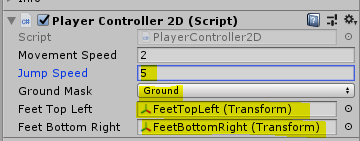 Player Controller 2D (Script)
Script PlayerController2D
Movement Speed 2
Jump Speed 5
Ground Mask Ground
Feet Top Left FeetTopLeft (Transform)
Feet Bottom Right FeetBottomRight (Transform)